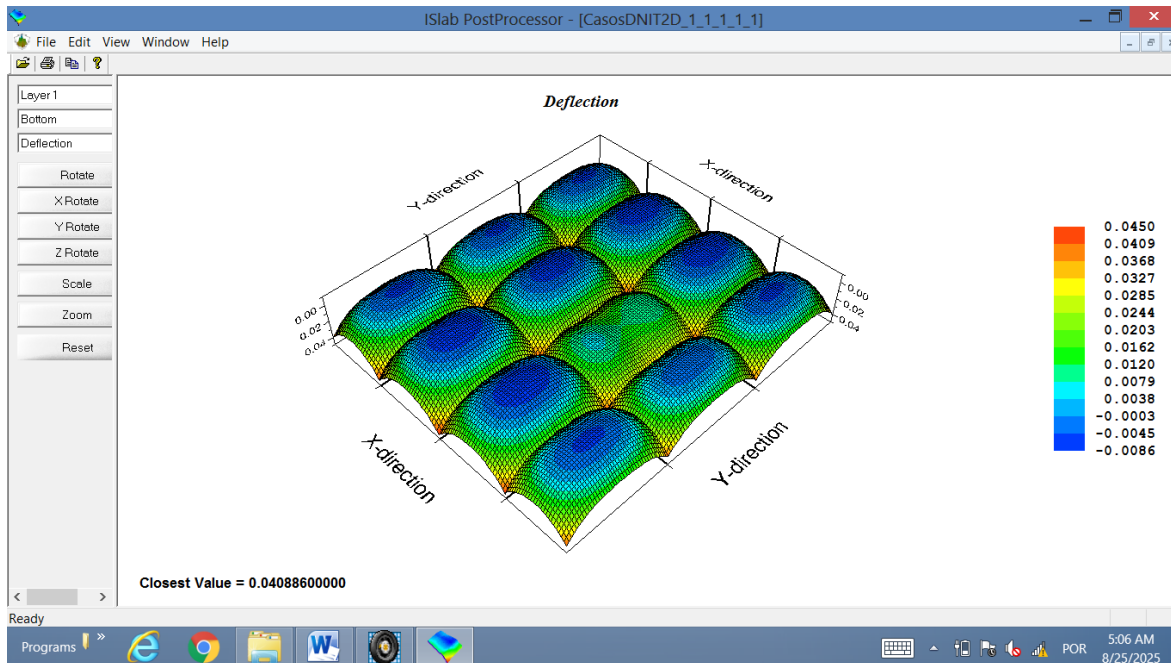 ISlab PostProcessor - [CasosDNIT2D_1_1_1_1_1]
File Edit View Window Help
Layer 1
Bottom
Deflection
Rotate
X Rotate
Y Rotate
Z Rotate
Scale
Zoom
Reset
Deflection
Y-direction
X-direction
0.00
0.02
0.04
0.00
0.02
0.04
X-direction
Y-direction
0.0450
0.0409
0.0368
0.0327
0.0285
0.0244
0.0203
0.0162
0.0120
0.0079
0.0038
-0.0003
-0.0045
-0.0086
Closest Value = 0.04088600000
Ready
Programs »
POR
5:06 AM
8/25/2025